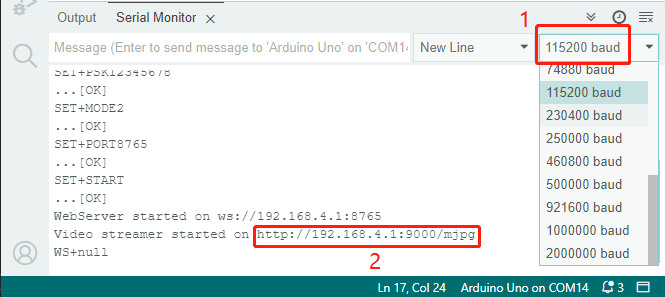 Output Serial Monitor
1
Message (Enter to send message to 'Arduino Uno' on 'COM14' New Line 115200 baud
SET+PSK12345678
...[OK]
SET+MODE2
...[OK]
SET+PORT8765
...[OK]
SET+START
...[OK]
WebServer started on ws://192.168.4.1:8765
Video streamer started on http://192.168.4.1:9000/mjpg
WS+null
2
74880 baud
115200 baud
230400 baud
250000 baud
460800 baud
500000 baud
921600 baud
1000000 baud
2000000 baud
Ln 17, Col 24 Arduino Uno on COM14 3